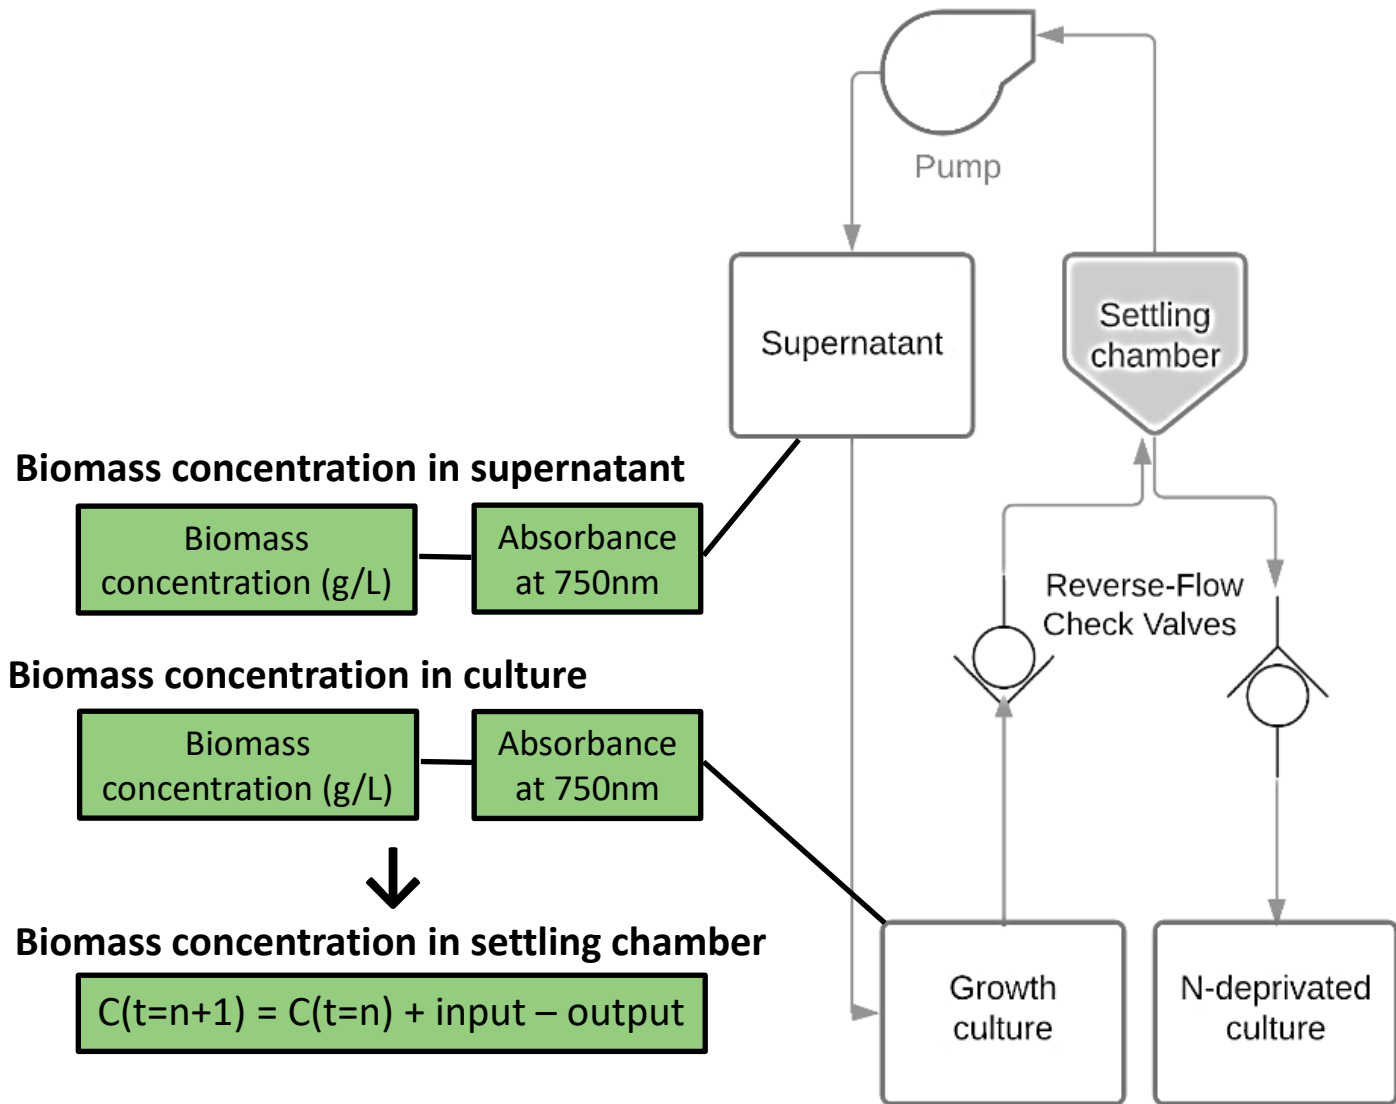 Pump
Supernatant
Settling
chamber
Biomass concentration in supernatant
Biomass
concentration (g/L)
Absorbance
at 750nm
Reverse-Flow
Check Valves
Biomass concentration in culture
Biomass
concentration (g/L)
Absorbance
at 750nm
Biomass concentration in settling chamber
C(t=n+1) = C(t=n) + input – output
Growth
culture
N-deprivated
culture